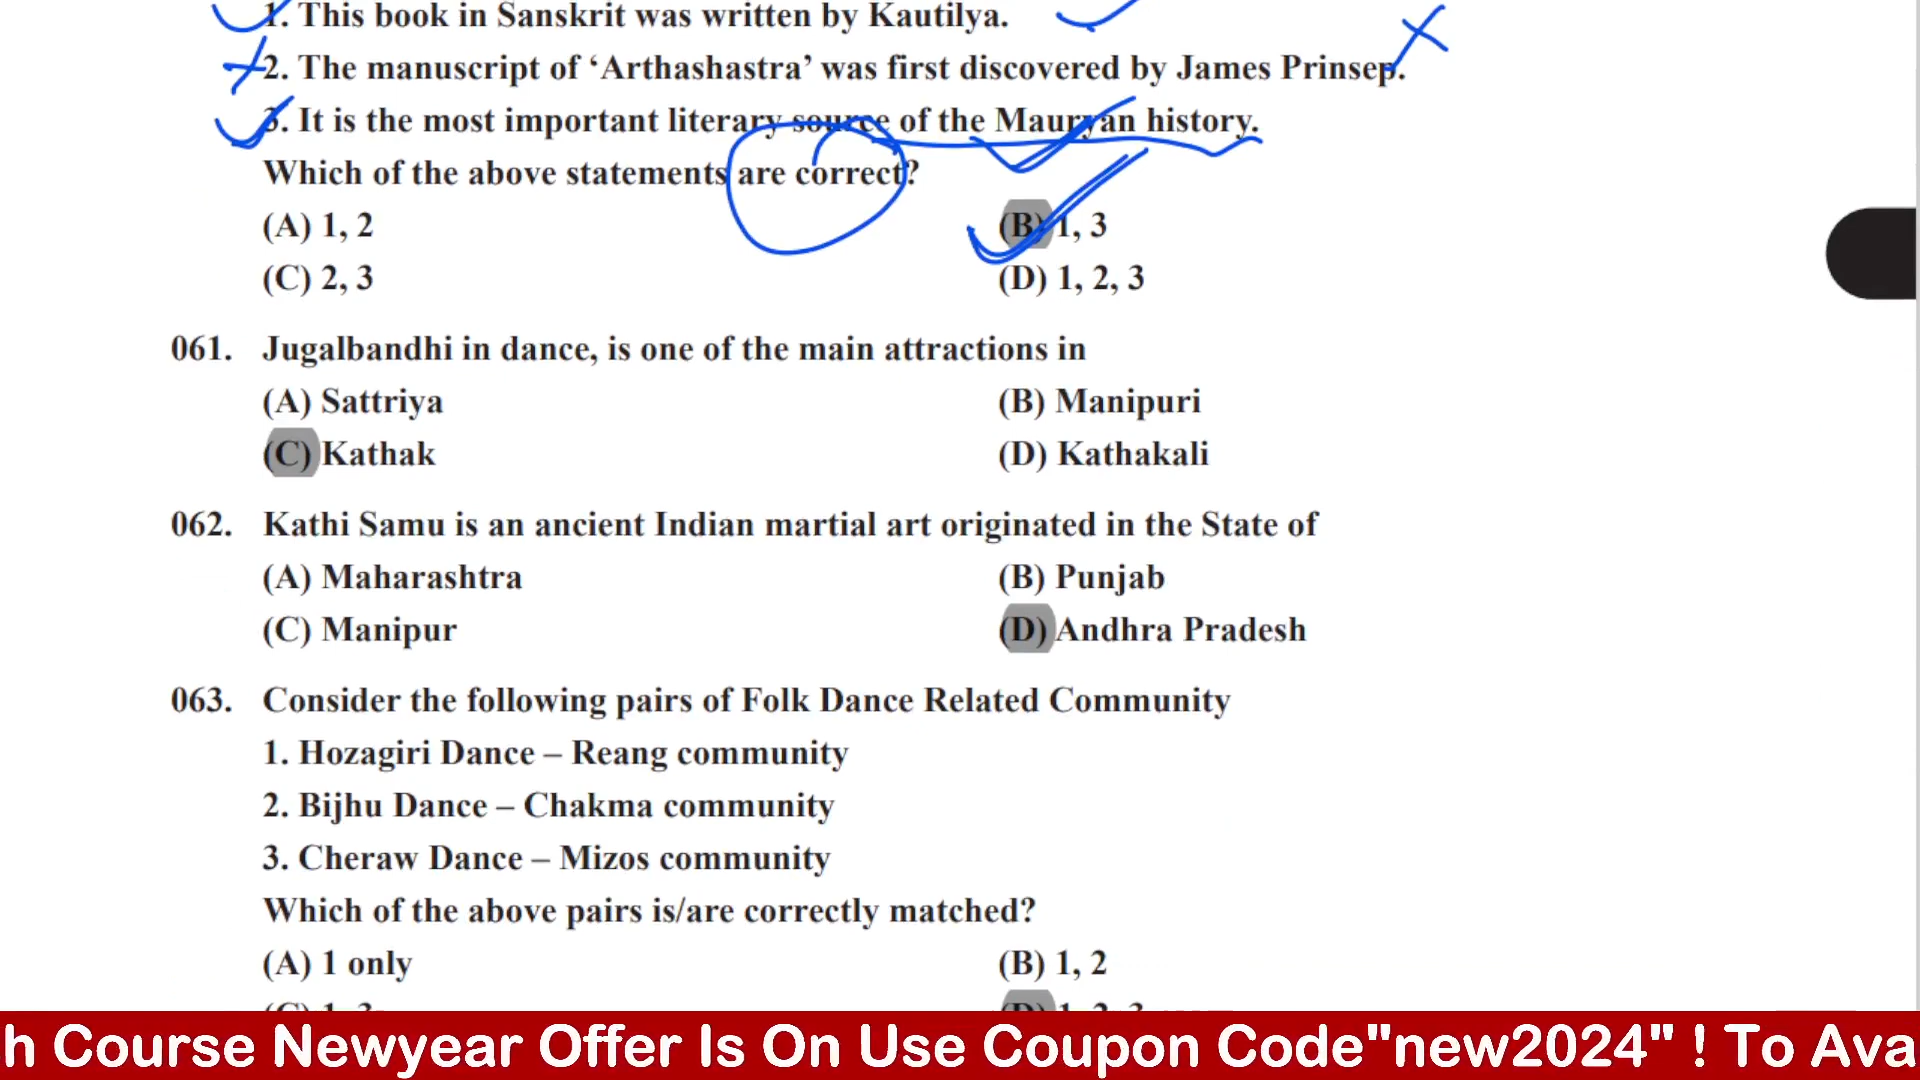 1. This book in Sanskrit was written by Kautilya.
2. The manuscript of ‘Arthashastra’ was first discovered by James Prinsep.
3. It is the most important literary source of the Mauryan history.
Which of the above statements are correct?
(A) 1, 2
(B) 1, 3
(C) 2, 3
(D) 1, 2, 3
061. Jugalbandhi in dance, is one of the main attractions in
(A) Sattriya
(B) Manipuri
(C) Kathak
(D) Kathakali
062. Kathi Samu is an ancient Indian martial art originated in the State of
(A) Maharashtra
(B) Punjab
(C) Manipur
(D) Andhra Pradesh
063. Consider the following pairs of Folk Dance Related Community
1. Hozagiri Dance – Reang community
2. Bijhu Dance – Chakma community
3. Cheraw Dance – Mizos community
Which of the above pairs is/are correctly matched?
(A) 1 only
(B) 1, 2
(C) 1, 3
(D) 1, 2, 3
h Course Newyear Offer Is On Use Coupon Code"new2024" ! To Ava